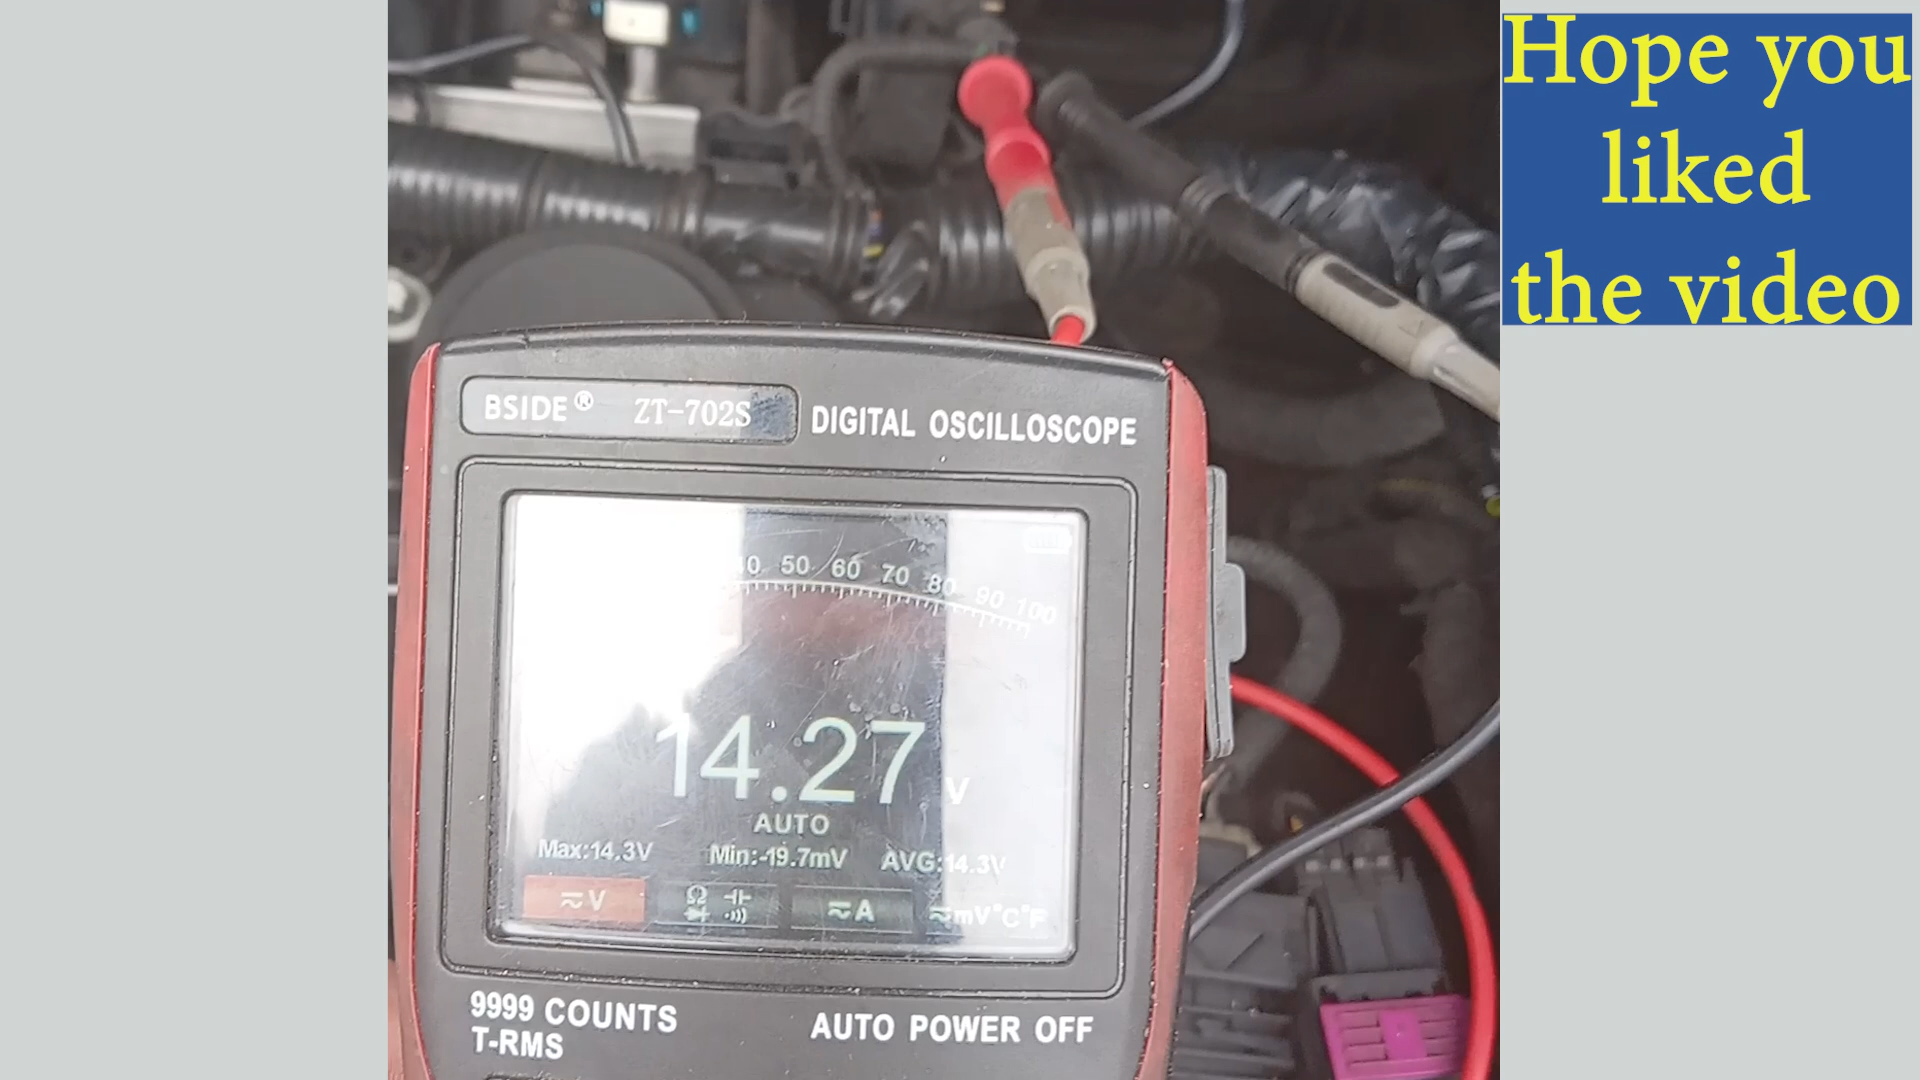 Hope you
liked
the video
BSIDE® ZT-702S DIGITAL OSCILLOSCOPE
50 60 70 80 90 100
14.27 V
AUTO
Max:14.3V Min:-19.7mV AVG:14.3V
≂V Ω ≂A ≂mV°C°F
9999 COUNTS
T-RMS
AUTO POWER OFF